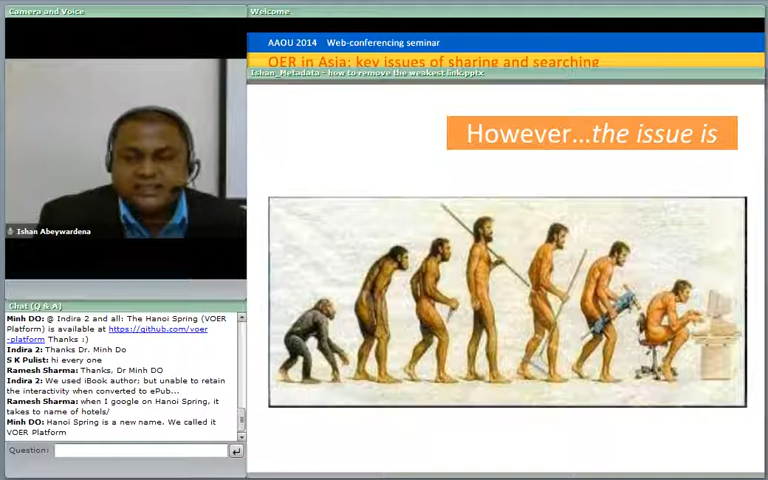 Camera and Voice
Welcome
AAOU 2014 Web-conferencing seminar
OER in Asia: key issues of sharing and searching
Ishan_Metadata - how to remove the weakest link.pptx
However...the issue is
Ishan Abeywardena
Chat (Q & A)
Minh DO: @ Indira 2 and all: The Hanoi Spring (VOER
Platform) is available at https://github.com/voer
-platform Thanks :)
Indira 2: Thanks Dr. Minh Do
S K Pulist: hi every one
Ramesh Sharma: Thanks, Dr Minh DO
Indira 2: We used iBook author; but unable to retain
the interactivity when converted to ePub...
Ramesh Sharma: when I google on Hanoi Spring, it
takes to name of hotels/
Minh DO: Hanoi Spring is a new name. We called it
VOER Platform
Question: